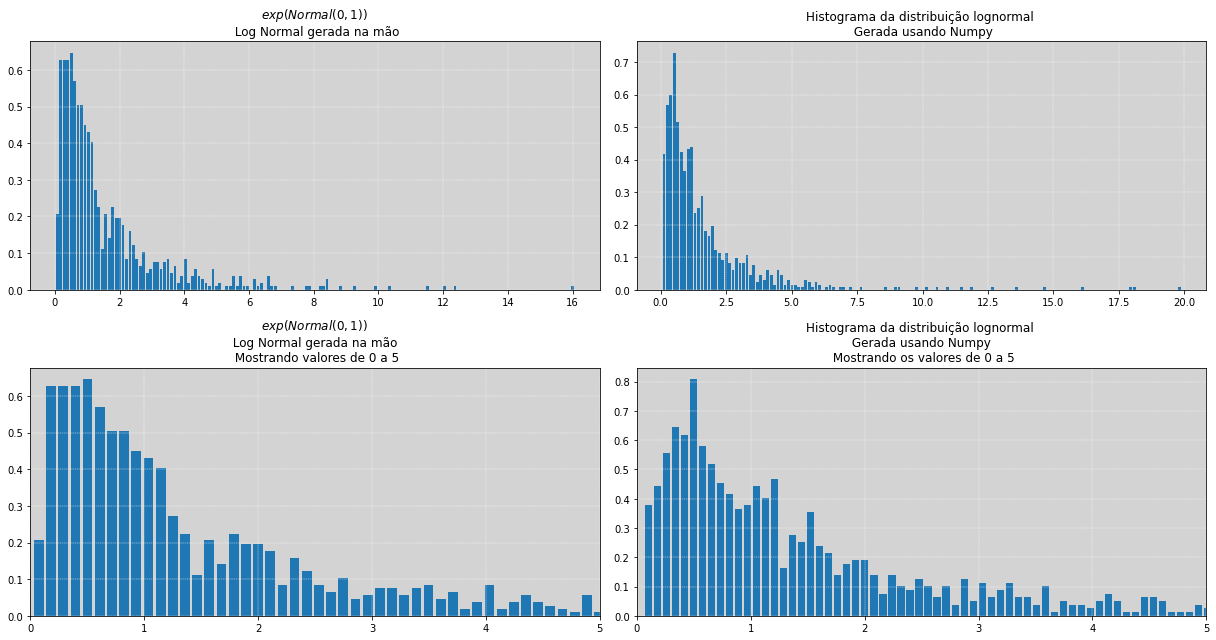 exp(Normal(0, 1))
Log Normal gerada na mão
0.6
0.5
0.4
0.3
0.2
0.1
0.0
0 2 4 6 8 10 12 14 16
Histograma da distribuição lognormal
Gerada usando Numpy
0.7
0.6
0.5
0.4
0.3
0.2
0.1
0.0
0.0 2.5 5.0 7.5 10.0 12.5 15.0 17.5 20.0
exp(Normal(0, 1))
Log Normal gerada na mão
Mostrando valores de 0 a 5
0.6
0.5
0.4
0.3
0.2
0.1
0.0
0 1 2 3 4 5
Histograma da distribuição lognormal
Gerada usando Numpy
Mostrando os valores de 0 a 5
0.8
0.7
0.6
0.5
0.4
0.3
0.2
0.1
0.0
0 1 2 3 4 5